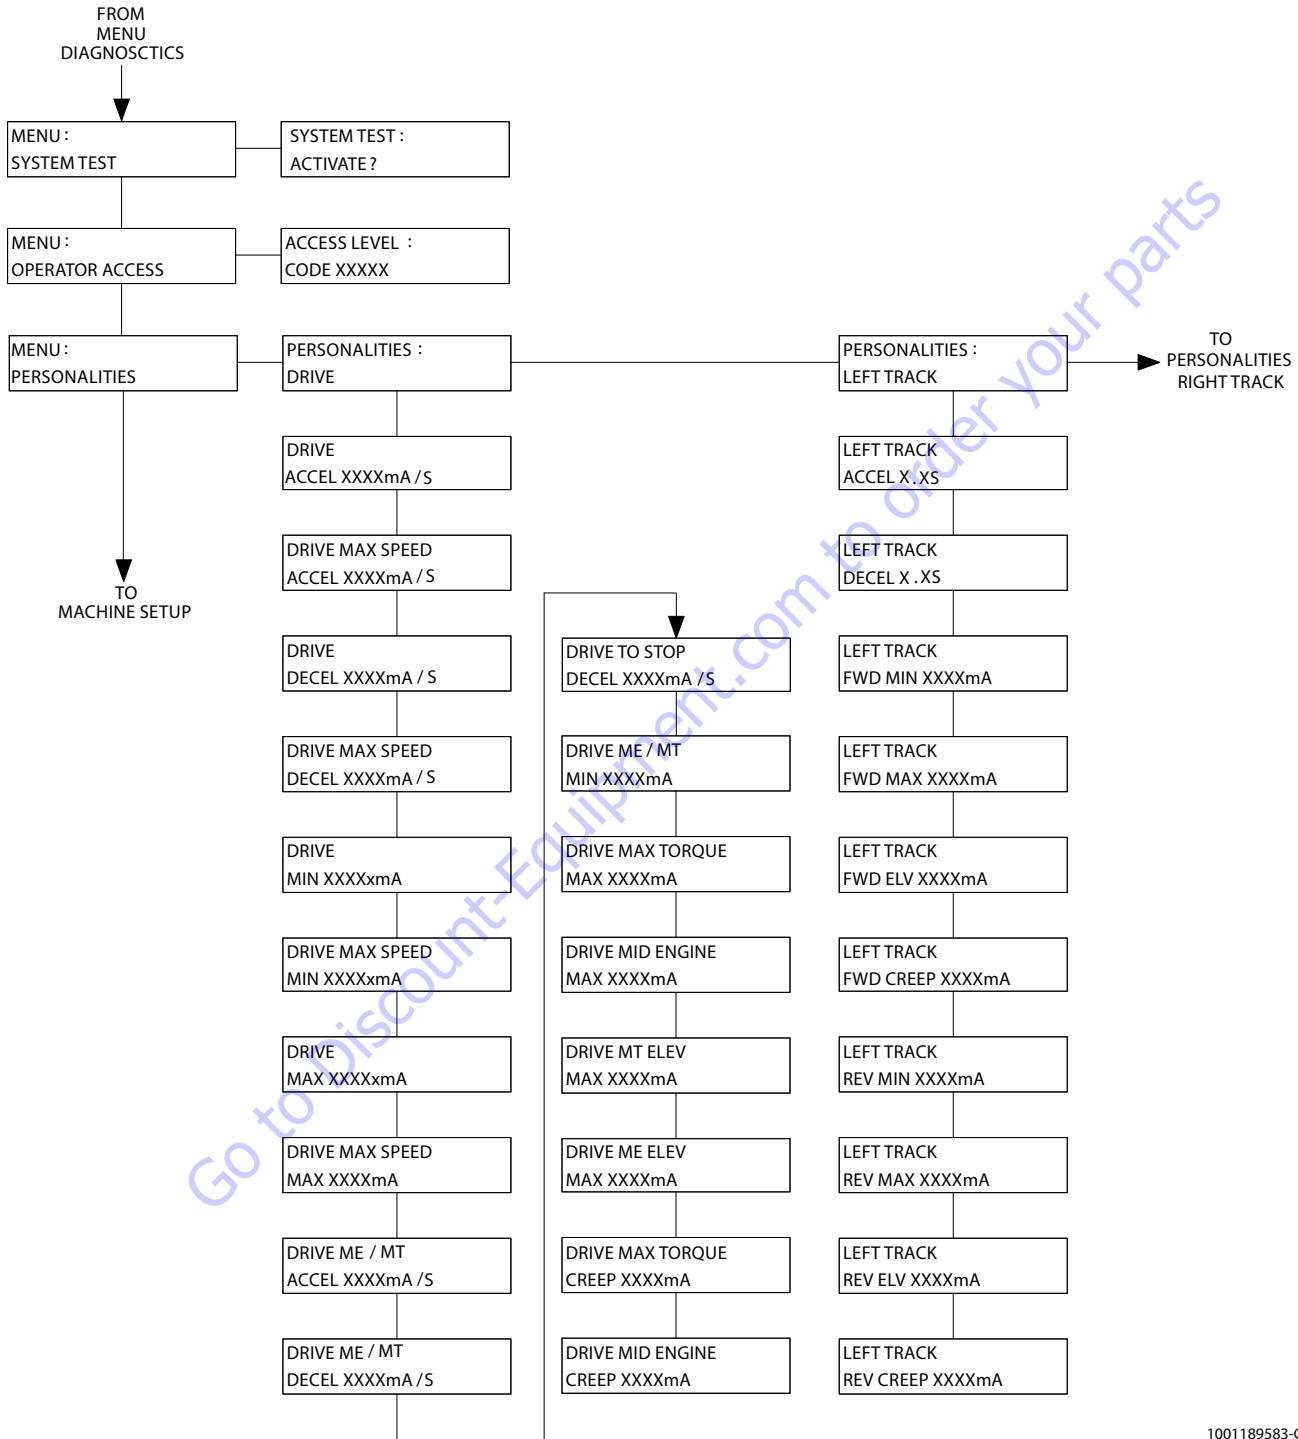 FROM
MENU
DIAGNOSCTICS
MENU :
SYSTEM TEST
SYSTEM TEST :
ACTIVATE ?
MENU :
OPERATOR ACCESS
ACCESS LEVEL :
CODE XXXXX
MENU :
PERSONALITIES
TO
MACHINE SETUP
PERSONALITIES :
DRIVE
DRIVE
ACCEL XXXXmA / S
DRIVE MAX SPEED
ACCEL XXXXmA / S
DRIVE
DECEL XXXXmA / S
DRIVE MAX SPEED
DECEL XXXXmA / S
DRIVE
MIN XXXXxmA
DRIVE MAX SPEED
MIN XXXXxmA
DRIVE
MAX XXXXxmA
DRIVE MAX SPEED
MAX XXXXmA
DRIVE ME / MT
ACCEL XXXXmA / S
DRIVE ME / MT
DECEL XXXXmA / S
DRIVE TO STOP
DECEL XXXXmA / S
DRIVE ME / MT
MIN XXXXmA
DRIVE MAX TORQUE
MAX XXXXmA
DRIVE MID ENGINE
MAX XXXXmA
DRIVE MT ELEV
MAX XXXXmA
DRIVE ME ELEV
MAX XXXXmA
DRIVE MAX TORQUE
CREEP XXXXmA
DRIVE MID ENGINE
CREEP XXXXmA
PERSONALITIES :
LEFT TRACK
LEFT TRACK
ACCEL X . XS
LEFT TRACK
DECEL X . XS
LEFT TRACK
FWD MIN XXXXmA
LEFT TRACK
FWD MAX XXXXmA
LEFT TRACK
FWD ELV XXXXmA
LEFT TRACK
FWD CREEP XXXXmA
LEFT TRACK
REV MIN XXXXmA
LEFT TRACK
REV MAX XXXXmA
LEFT TRACK
REV ELV XXXXmA
LEFT TRACK
REV CREEP XXXXmA
TO
PERSONALITIES
RIGHT TRACK
Go to Discount-Equipment.com to order your parts
1001189583-G